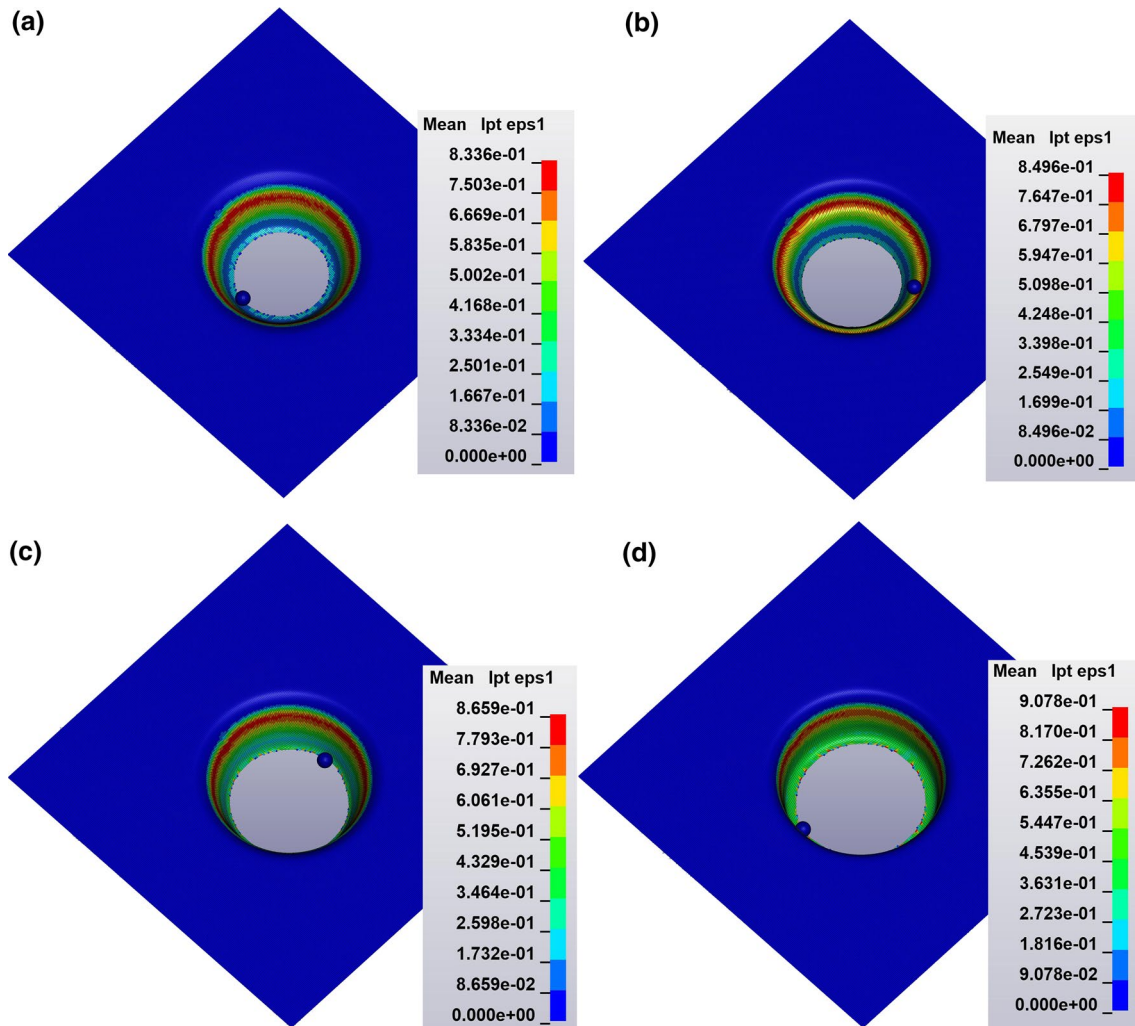 (a)
Mean Ipt eps1
8.336e-01
7.503e-01
6.669e-01
5.835e-01
5.002e-01
4.168e-01
3.334e-01
2.501e-01
1.667e-01
8.336e-02
0.000e+00
(b)
Mean Ipt eps1
8.496e-01
7.647e-01
6.797e-01
5.947e-01
5.098e-01
4.248e-01
3.398e-01
2.549e-01
1.699e-01
8.496e-02
0.000e+00
(c)
Mean Ipt eps1
8.659e-01
7.793e-01
6.927e-01
6.061e-01
5.195e-01
4.329e-01
3.464e-01
2.598e-01
1.732e-01
8.659e-02
0.000e+00
(d)
Mean Ipt eps1
9.078e-01
8.170e-01
7.262e-01
6.355e-01
5.447e-01
4.539e-01
3.631e-01
2.723e-01
1.816e-01
9.078e-02
0.000e+00